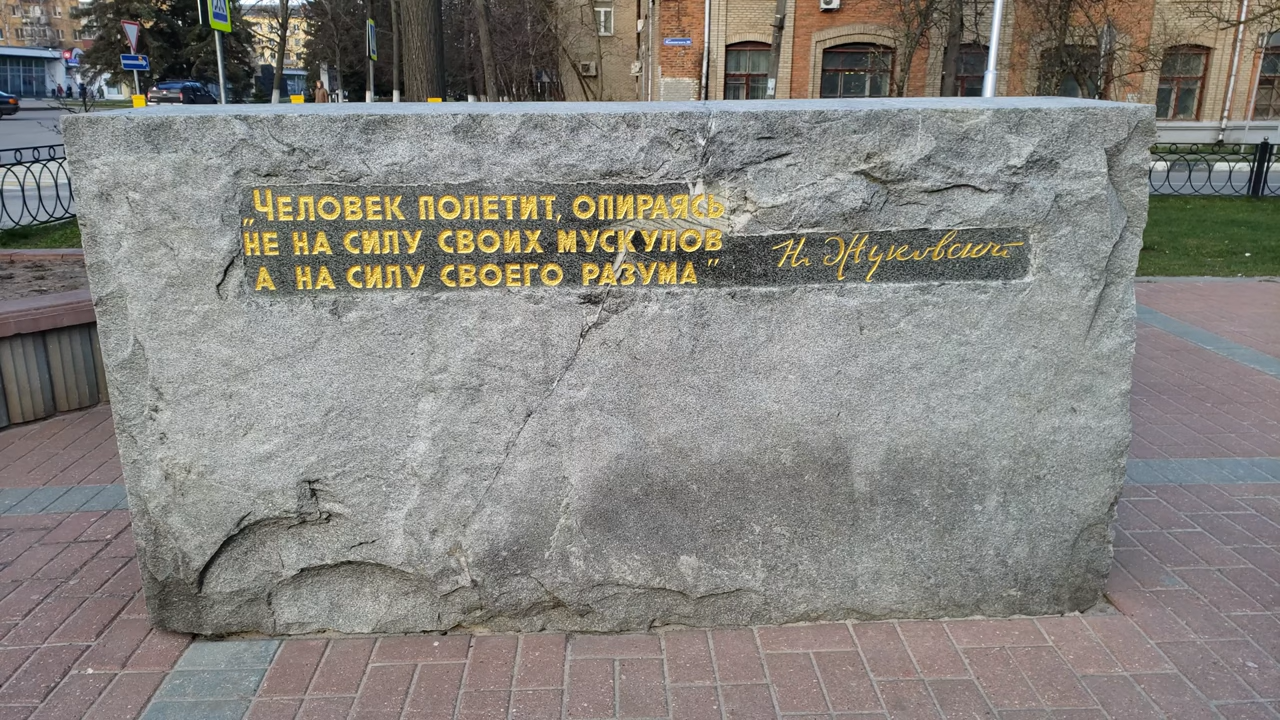 „Человек полетит, опираясь
не на силу своих мускулов
а на силу своего разума”
Н. Жуковский